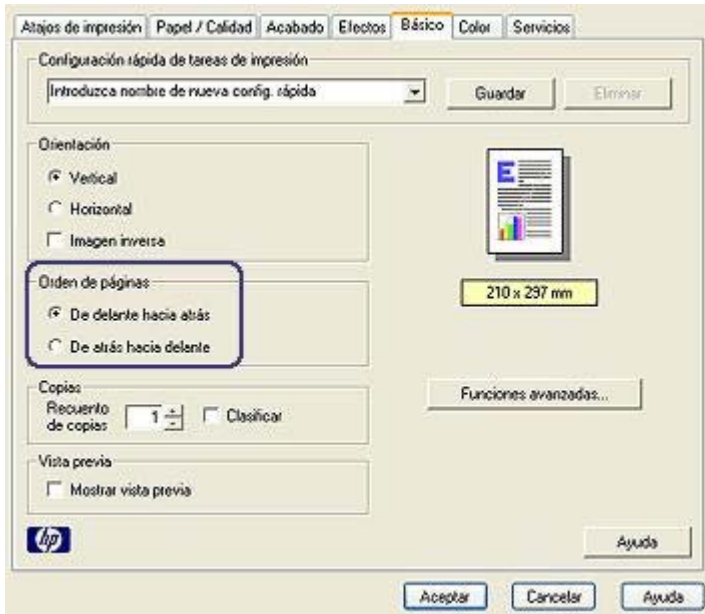 Atajos de impresión Papel / Calidad Acabado Efectos Básico Color Servicios
Configuración rápida de tareas de impresión
Introduzca nombre de nueva config. rápida Guardar Eliminar
Orientación
Vertical
Horizontal
Imagen inversa
E
Orden de páginas
De delante hacia atrás
De atrás hacia delante
210 x 297 mm
Copias
Recuento
de copias 1 Clasificar
Funciones avanzadas...
Vista previa
Mostrar vista previa
hp
Ayuda
Aceptar Cancelar Ayuda